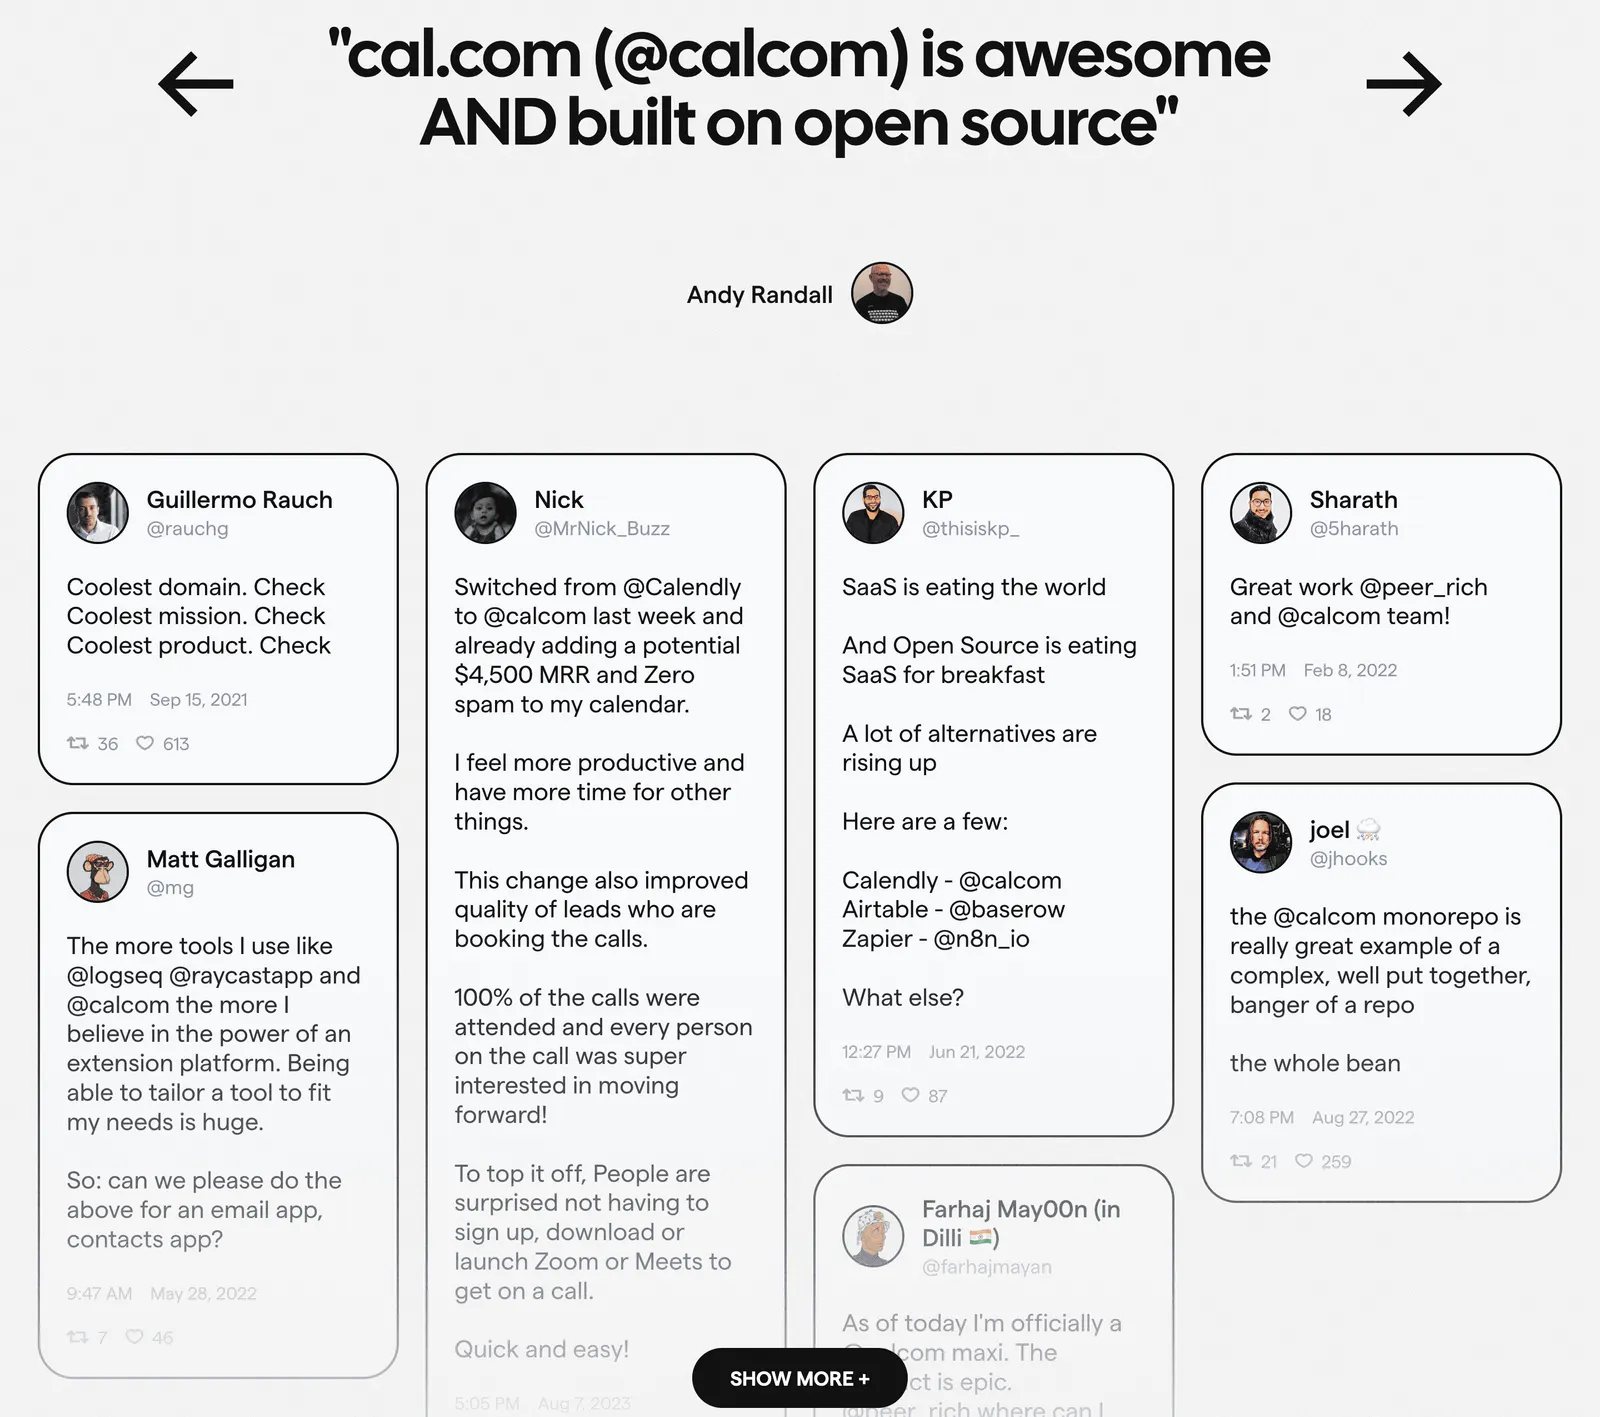 "cal.com (@calcom) is awesome
AND built on open source"
Andy Randall
Guillermo Rauch
@rauchg
Coolest domain. Check
Coolest mission. Check
Coolest product. Check
5:48 PM Sep 15, 2021
36 613
Matt Galligan
@mg
The more tools I use like
@logseq @raycastapp and
@calcom the more I
believe in the power of an
extension platform. Being
able to tailor a tool to fit
my needs is huge.
So: can we please do the
above for an email app,
contacts app?
9:47 AM May 28, 2022
7 46
Nick
@MrNick_Buzz
Switched from @Calendly
to @calcom last week and
already adding a potential
$4,500 MRR and Zero
spam to my calendar.
I feel more productive and
have more time for other
things.
This change also improved
quality of leads who are
booking the calls.
100% of the calls were
attended and every person
on the call was super
interested in moving
forward!
To top it off, People are
surprised not having to
sign up, download or
launch Zoom or Meets to
get on a call.
Quick and easy!
5:05 PM Aug 7, 2023
KP
@thisiskp_
SaaS is eating the world
And Open Source is eating
SaaS for breakfast
A lot of alternatives are
rising up
Here are a few:
Calendly - @calcom
Airtable - @baserow
Zapier - @n8n_io
What else?
12:27 PM Jun 21, 2022
9 87
Farhaj May00n (in
Dilli 🇮🇳)
@farhajmayan
As of today I'm officially a
maxi. The
is epic.
@peer_rich where can I
Sharath
@5harath
Great work @peer_rich
and @calcom team!
1:51 PM Feb 8, 2022
2 18
joel 🌧
@jhooks
the @calcom monorepo is
really great example of a
complex, well put together,
banger of a repo
the whole bean
7:08 PM Aug 27, 2022
21 259
SHOW MORE +